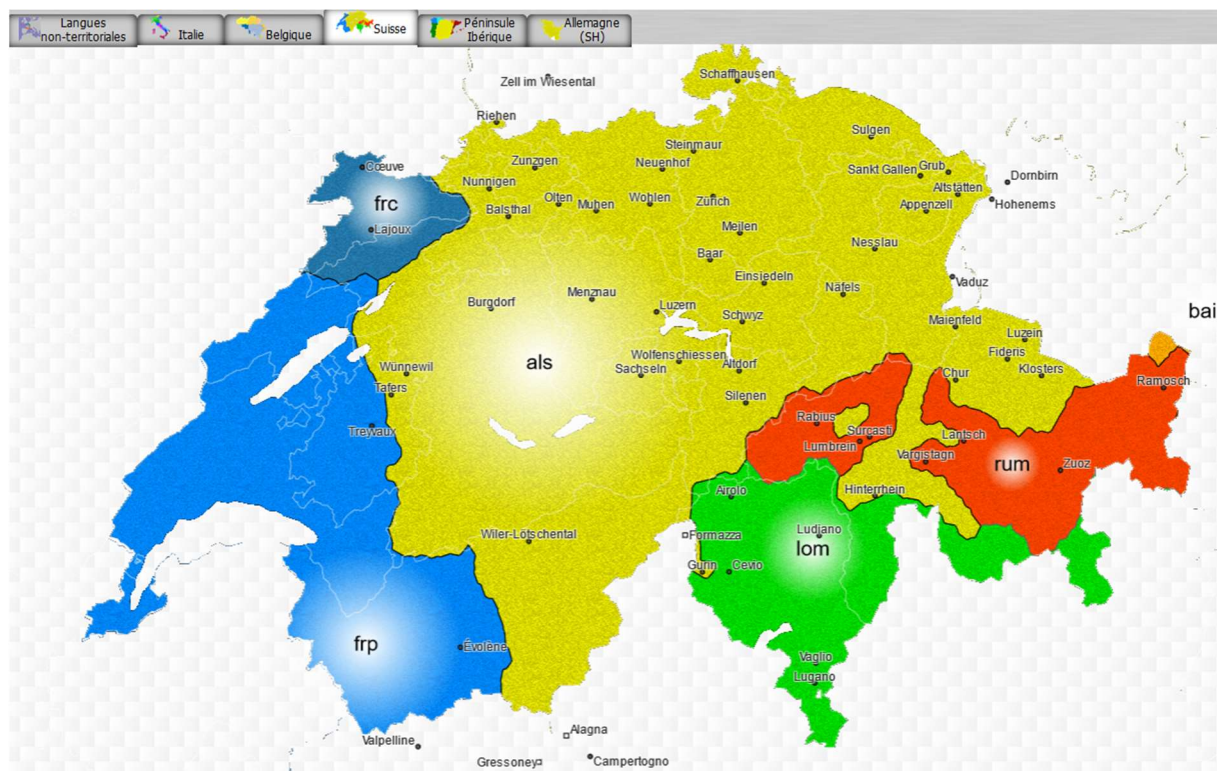 Langues
non-territoriales
Italie
Belgique
Suisse
Péninsule
Ibérique
Allemagne
(SH)
Zell im Wiesental
Schaffhausen
Riehen
Sulgen
Steinmaur
Cœuve
Zunzgen
Neuenhof
Sankt Gallen
Grub
Dornbirn
Nunnigen
Altstätten
frc
Balsthal
Olten
Muhen
Wohlen
Zürich
Appenzell
Hohenems
Lajoux
Meilen
Baar
Nesslau
Einsiedeln
Näfels
Vaduz
Burgdorf
Menznau
Luzern
Schwyz
Maienfeld
bai
Luzein
als
Wolfenschiessen
Fideris
Wünnewil
Sachseln
Altdorf
Chur
Klosters
Ramosch
Tafers
Silenen
Rabius
Treyvaux
Surcasti
Lumbrein
Lantsch
Vargistagn
rum
Zuoz
Airolo
Hinterrhein
Wiler-Lötschental
Formazza
Ludiano
lom
Gurin
Cevio
frp
Évolène
Vaglio
Lugano
Valpelline
Alagna
Gressoney
Campertogno